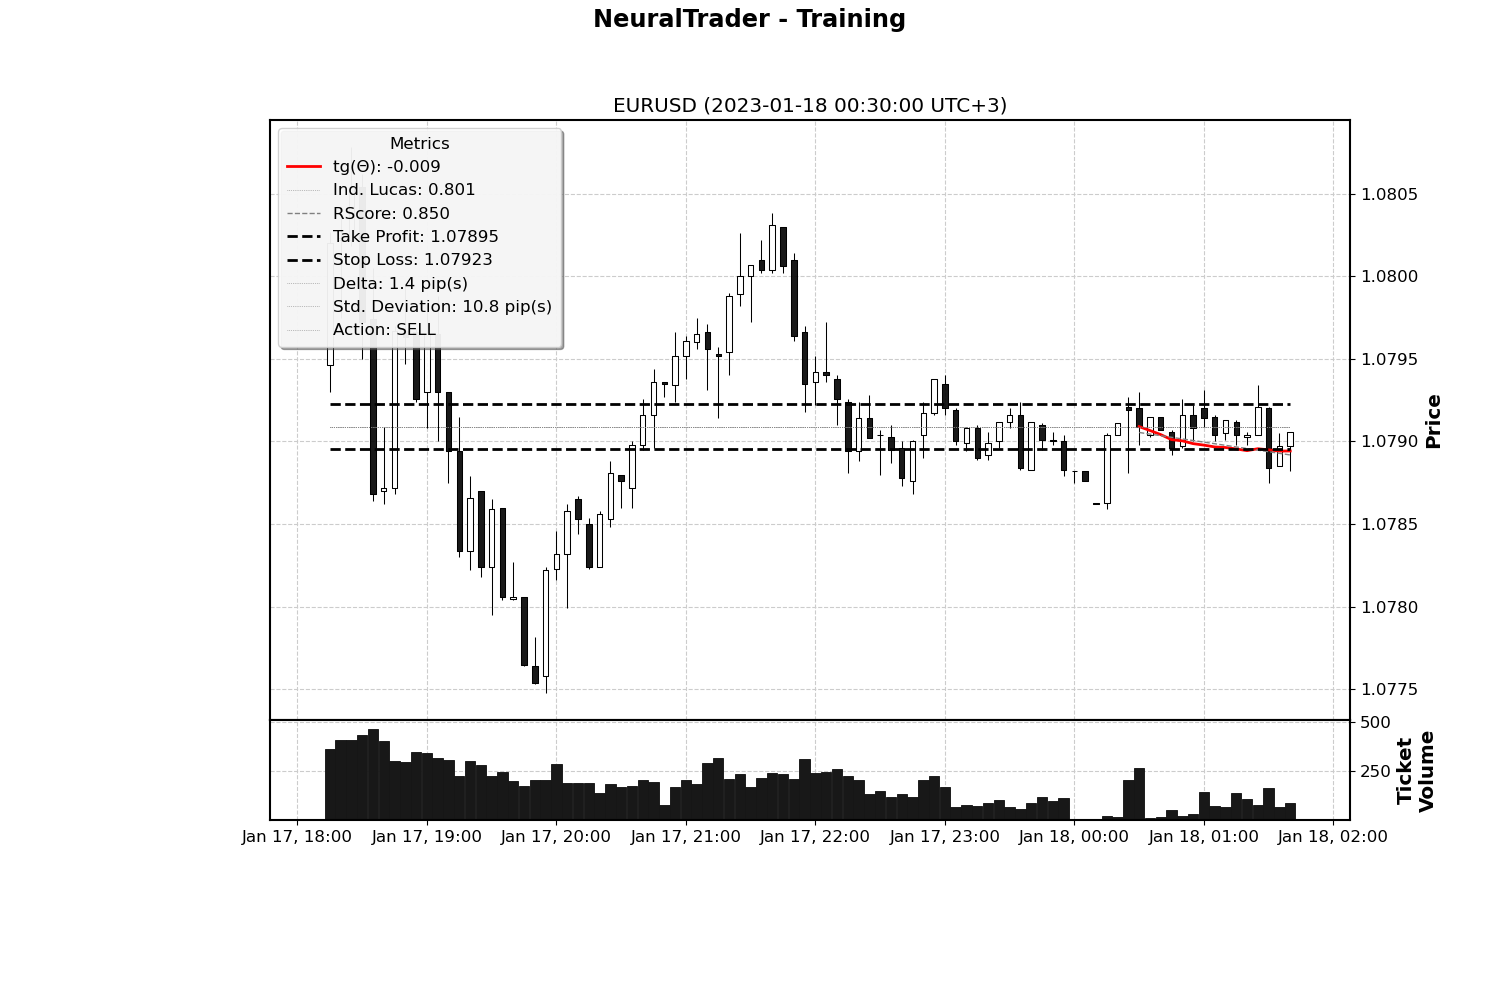 NeuralTrader - Training
EURUSD (2023-01-18 00:30:00 UTC+3)
Metrics
tg(Θ): -0.009
Ind. Lucas: 0.801
RScore: 0.850
Take Profit: 1.07895
Stop Loss: 1.07923
Delta: 1.4 pip(s)
Std. Deviation: 10.8 pip(s)
Action: SELL
1.0805
1.0800
1.0795
1.0790
1.0785
1.0780
1.0775
Price
500
250
Ticket
Volume
Jan 17, 18:00
Jan 17, 19:00
Jan 17, 20:00
Jan 17, 21:00
Jan 17, 22:00
Jan 17, 23:00
Jan 18, 00:00
Jan 18, 01:00
Jan 18, 02:00